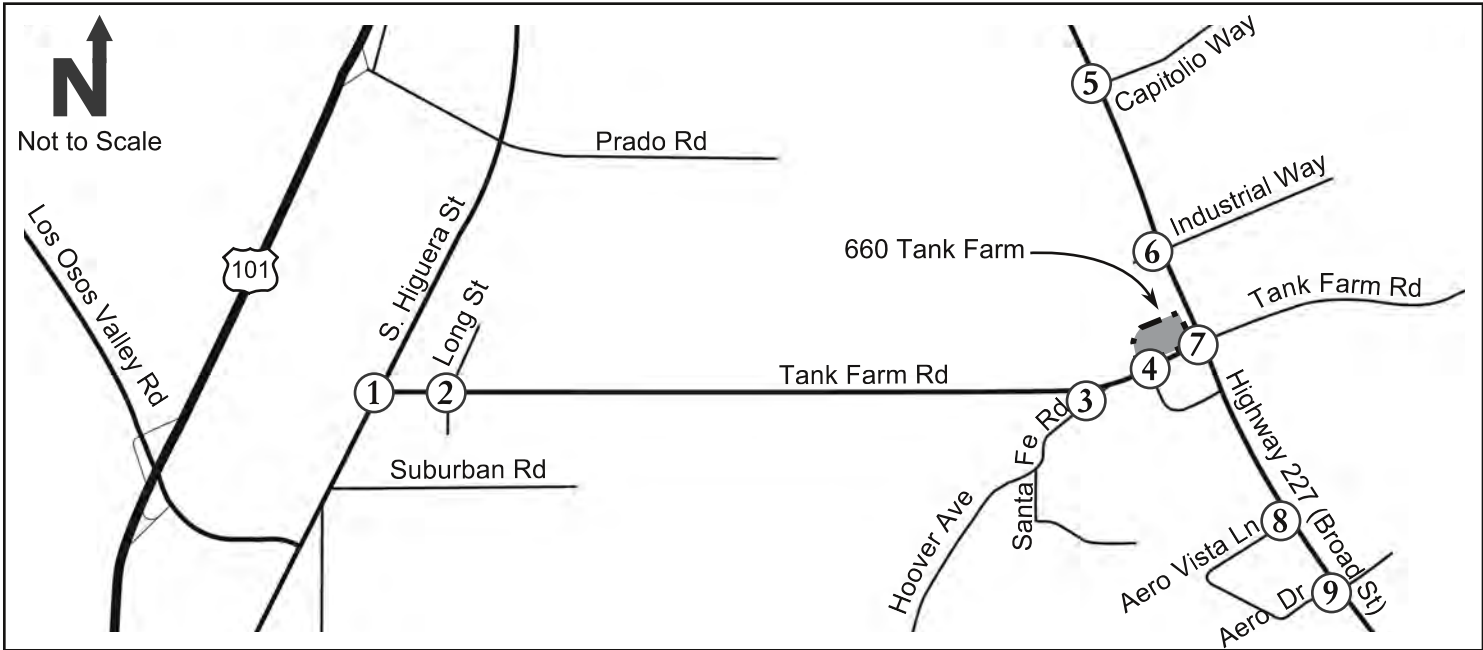 N
Not to Scale
Los Osos Valley Rd
101
S. Higuera St
Long St
Prado Rd
Suburban Rd
Tank Farm Rd
660 Tank Farm
Capitolio Way
Industrial Way
Tank Farm Rd
Highway 227 (Broad St)
Santa Fe Rd
Hoover Ave
Aero Vista Ln
Aero Dr
1
2
3
4
5
6
7
8
9